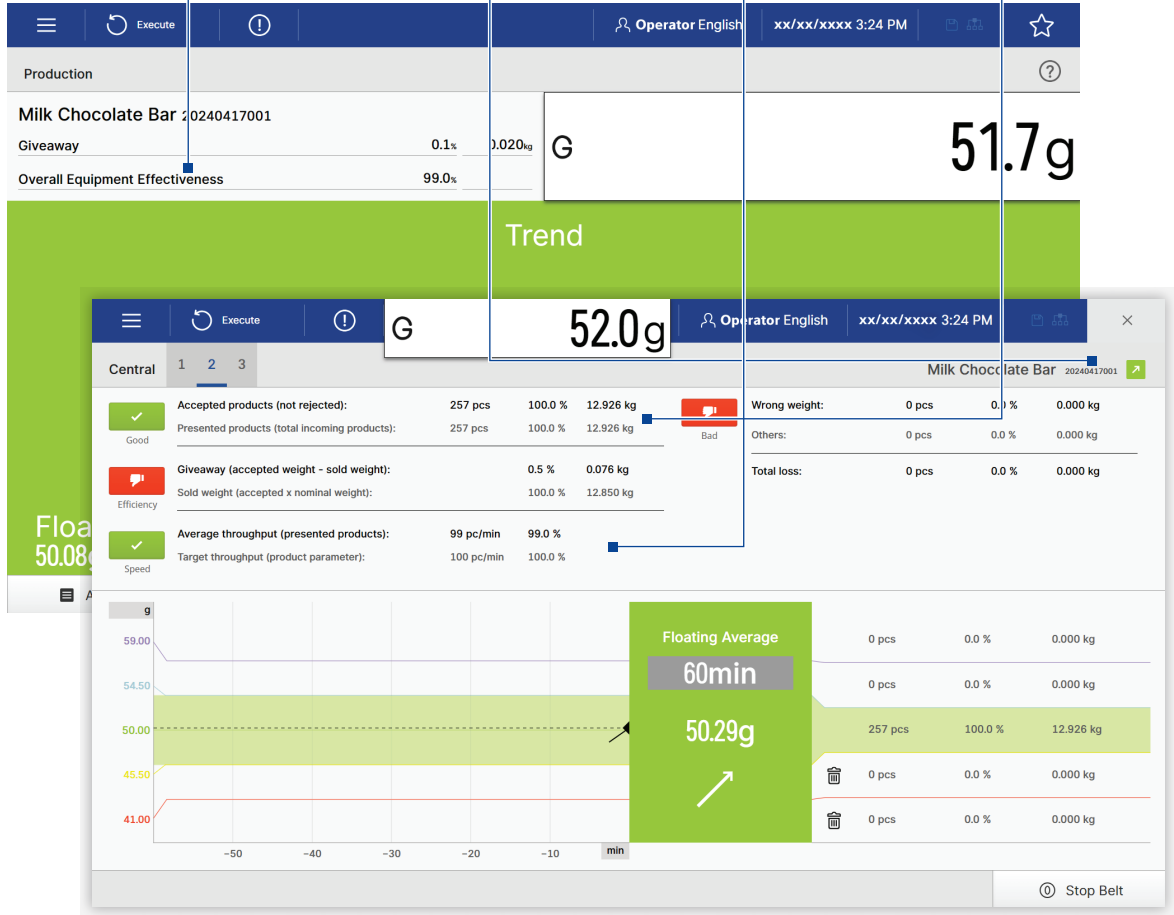 Execute
Operator English
xx/xx/xxxx 3:24 PM
Production
Milk Chocolate Bar 20240417001
Giveaway 0.1% 0.020kg
Overall Equipment Effectiveness 99.0%
G 51.7g
Trend
Execute
G 52.0g
Operator English
xx/xx/xxxx 3:24 PM
Central 1 2 3
Milk Chocolate Bar 20240417001
Good
Accepted products (not rejected): 257 pcs 100.0 % 12.926 kg
Presented products (total incoming products): 257 pcs 100.0 % 12.926 kg
Bad
Wrong weight: 0 pcs 0.0 % 0.000 kg
Others: 0 pcs 0.0 % 0.000 kg
Efficiency
Giveaway (accepted weight - sold weight): 0.5 % 0.076 kg
Sold weight (accepted x nominal weight): 100.0 % 12.850 kg
Total loss: 0 pcs 0.0 % 0.000 kg
Speed
Average throughput (presented products): 99 pc/min 99.0 %
Target throughput (product parameter): 100 pc/min 100.0 %
50.08g
g
59.00
54.50
50.00
45.50
41.00
-50 -40 -30 -20 -10 min
Floating Average
60min
50.29g
0 pcs 0.0 % 0.000 kg
0 pcs 0.0 % 0.000 kg
257 pcs 100.0 % 12.926 kg
0 pcs 0.0 % 0.000 kg
0 pcs 0.0 % 0.000 kg
Stop Belt